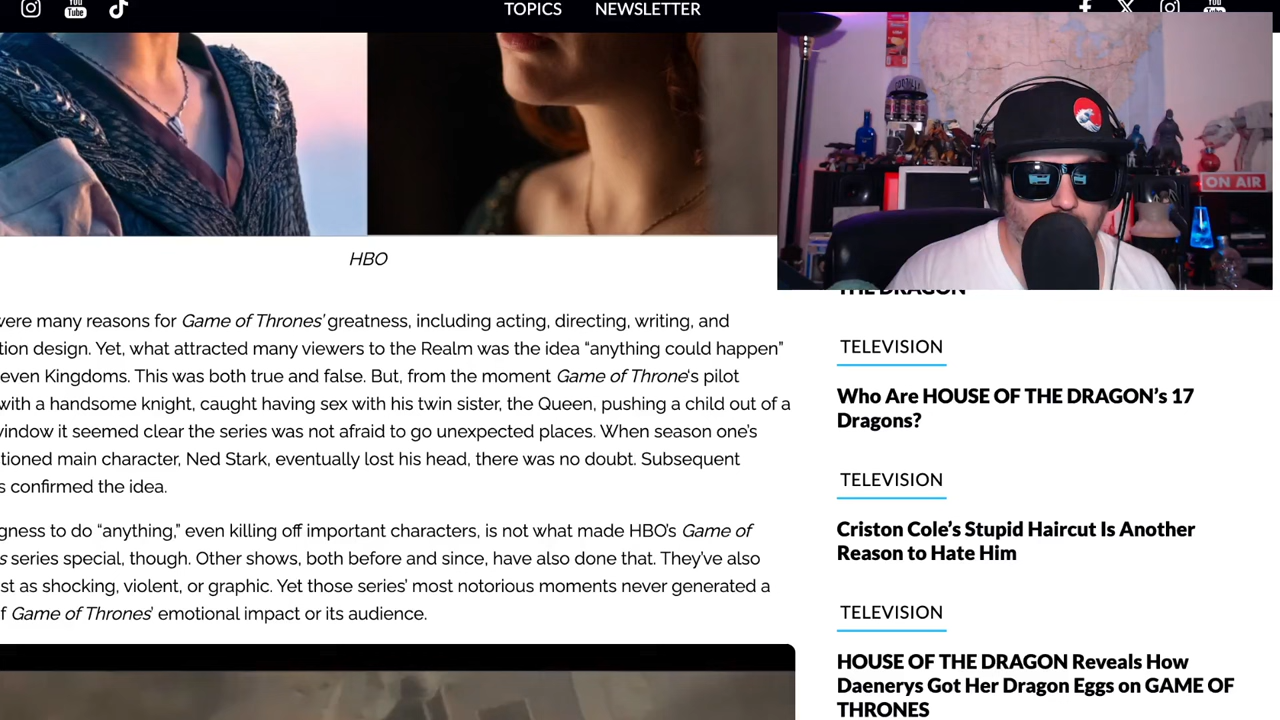 You
Tube
TOPICS NEWSLETTER
You
Tube
GODZILLA
ON AIR
HBO
were many reasons for Game of Thrones' greatness, including acting, directing, writing, and
tion design. Yet, what attracted many viewers to the Realm was the idea “anything could happen”
even Kingdoms. This was both true and false. But, from the moment Game of Throne's pilot
with a handsome knight, caught having sex with his twin sister, the Queen, pushing a child out of a
window it seemed clear the series was not afraid to go unexpected places. When season one’s
tioned main character, Ned Stark, eventually lost his head, there was no doubt. Subsequent
s confirmed the idea.
gness to do “anything,” even killing off important characters, is not what made HBO’s Game of
s series special, though. Other shows, both before and since, have also done that. They’ve also
st as shocking, violent, or graphic. Yet those series’ most notorious moments never generated a
f Game of Thrones’ emotional impact or its audience.
THE DRAGON
TELEVISION
Who Are HOUSE OF THE DRAGON’s 17
Dragons?
TELEVISION
Criston Cole’s Stupid Haircut Is Another
Reason to Hate Him
TELEVISION
HOUSE OF THE DRAGON Reveals How
Daenerys Got Her Dragon Eggs on GAME OF
THRONES